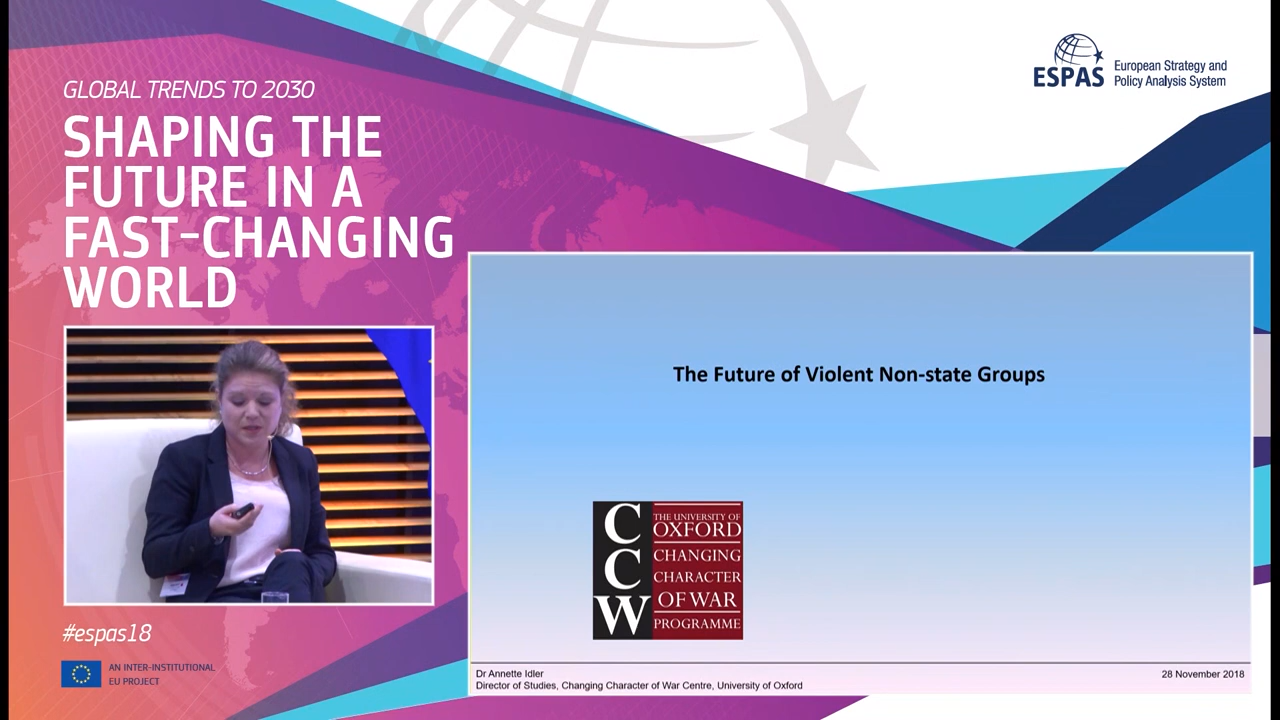 GLOBAL TRENDS TO 2030
SHAPING THE
FUTURE IN A
FAST-CHANGING
WORLD
ESPAS
European Strategy and
Policy Analysis System
The Future of Violent Non-state Groups
CCW
THE UNIVERSITY OF
OXFORD
CHANGING
CHARACTER
OF WAR
PROGRAMME
Dr Annette Idler
Director of Studies, Changing Character of War Centre, University of Oxford
28 November 2018
#espas18
AN INTER-INSTITUTIONAL
EU PROJECT